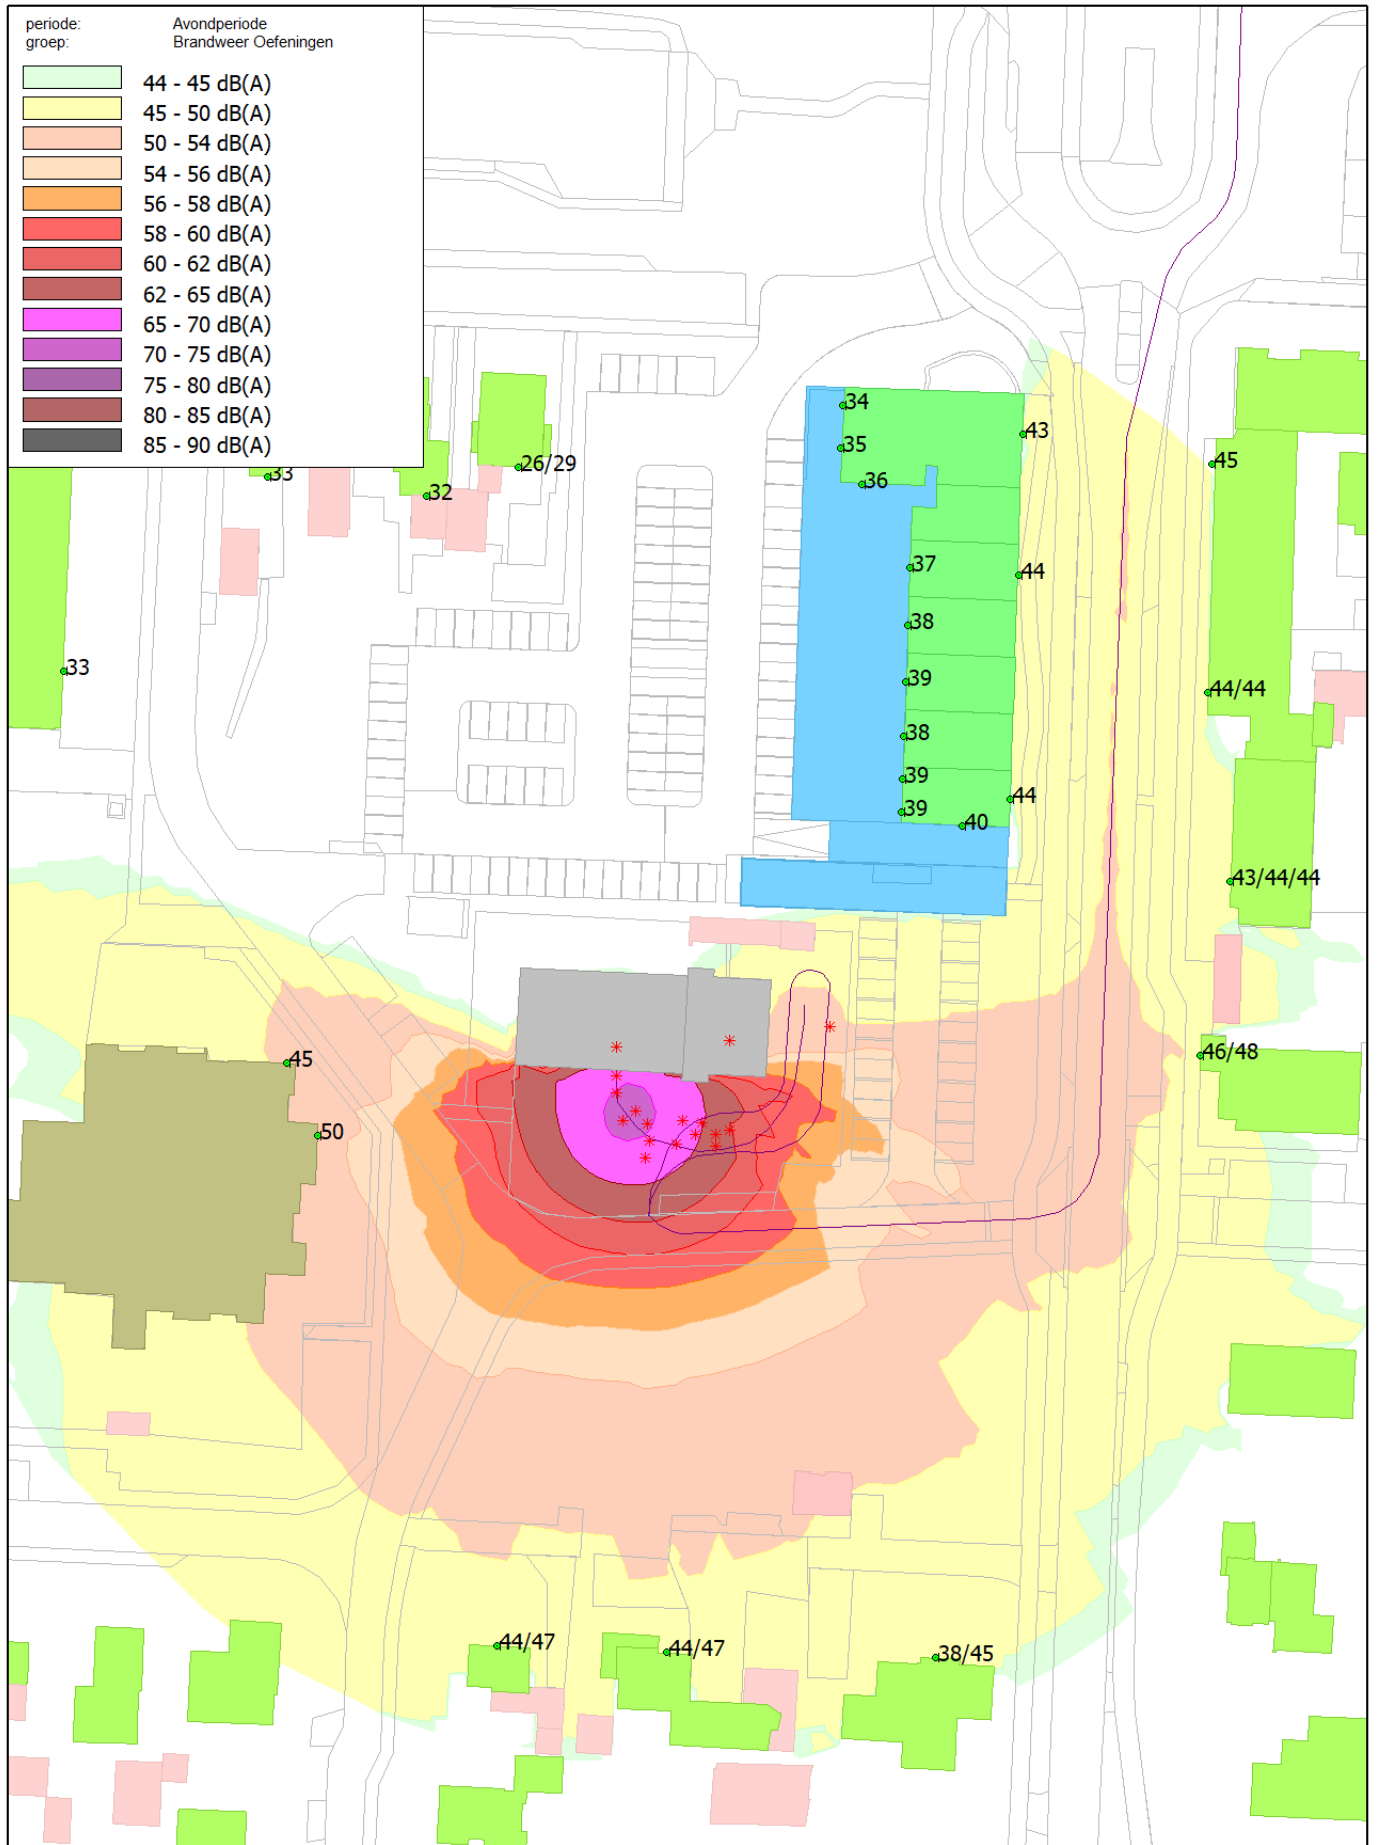 periode: Avondperiode
groep: Brandweer Oefeningen
44 - 45 dB(A)
45 - 50 dB(A)
50 - 54 dB(A)
54 - 56 dB(A)
56 - 58 dB(A)
58 - 60 dB(A)
60 - 62 dB(A)
62 - 65 dB(A)
65 - 70 dB(A)
70 - 75 dB(A)
75 - 80 dB(A)
80 - 85 dB(A)
85 - 90 dB(A)
34
43
35
45
26/29
33
36
32
37
44
38
33
39
44/44
38
39
44
39
40
43/44/44
45
46/48
50
44/47
44/47
38/45